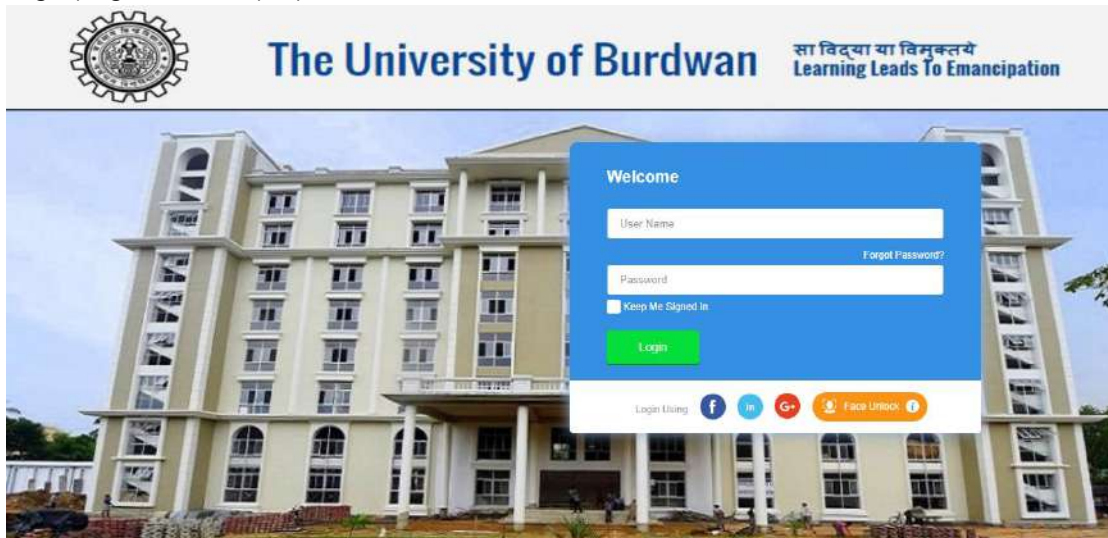 The University of Burdwan
सा विद्या या विमुक्तये
Learning Leads To Emancipation
Welcome
User Name
Forgot Password?
Password
Keep Me Signed In
Login
Login Using
f
in
G+
Face Unlock
i